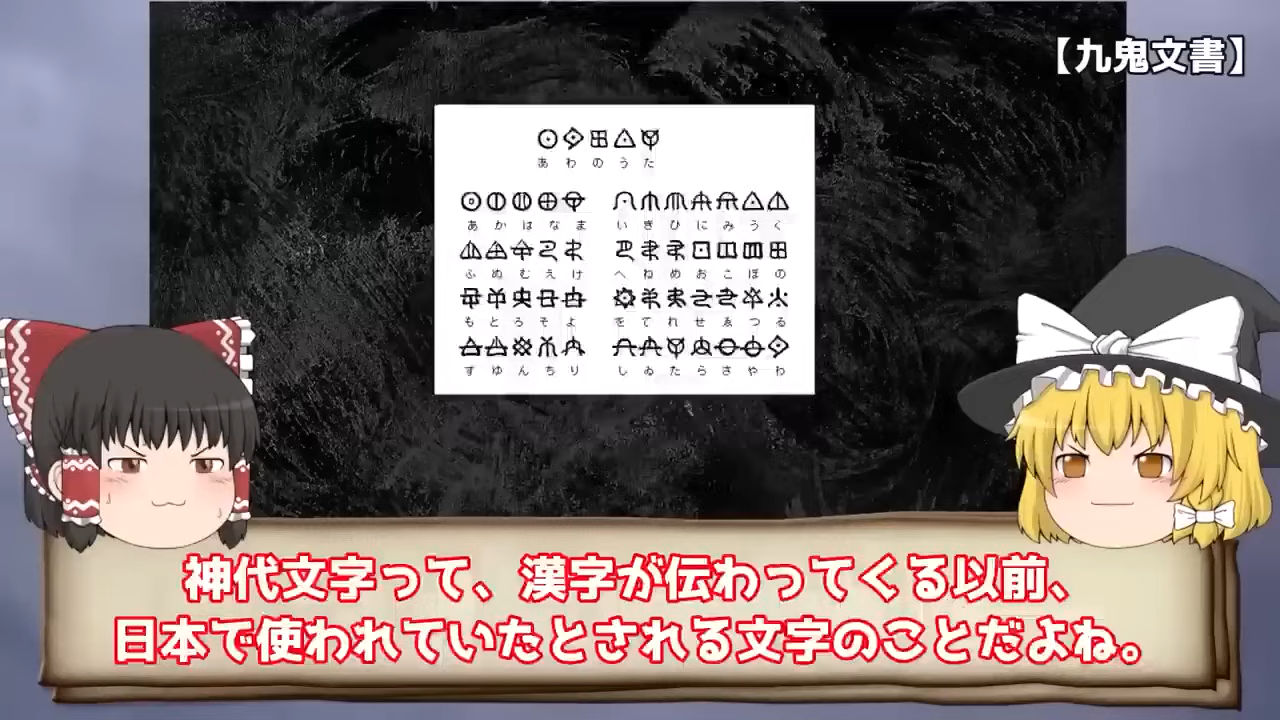 【九鬼文書】
あわのうた
あかはなま いきひにみうく
ふぬむえけ へねめおこほの
もとろそよ をてれせゑつる
すゆんちり しゐたらさやわ
神代文字って、漢字が伝わってくる以前、
日本で使われていたとされる文字のことだよね。